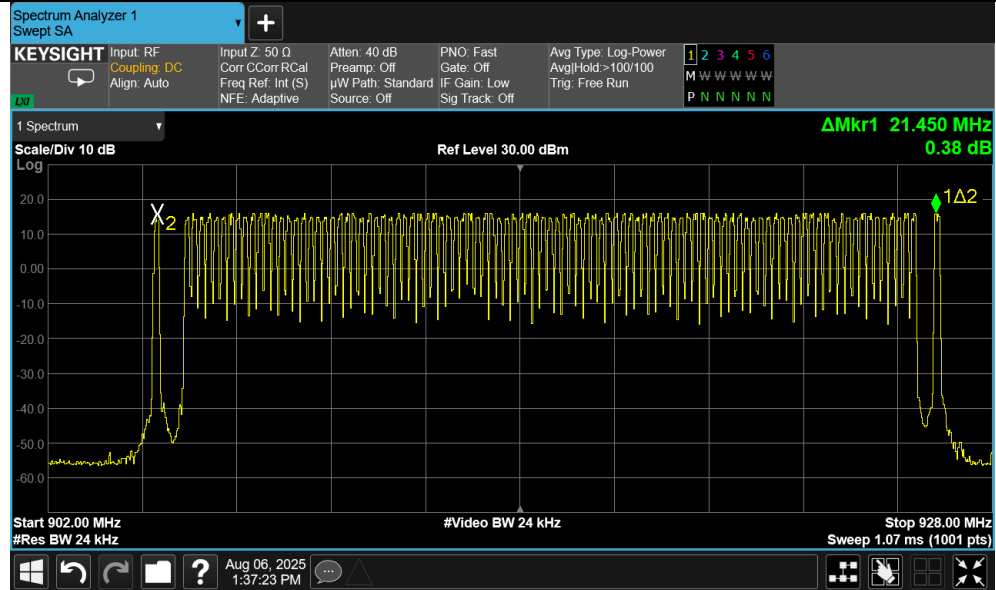 Spectrum Analyzer 1
Swept SA
+
KEYSIGHT
Input: RF
Coupling: DC
Align: Auto
LXI
Input Z: 50 Ω
Corr CCorr RCal
Freq Ref: Int (S)
NFE: Adaptive
Atten: 40 dB
Preamp: Off
µW Path: Standard
Source: Off
PNO: Fast
Gate: Off
IF Gain: Low
Sig Track: Off
Avg Type: Log-Power
Avg|Hold:>100/100
Trig: Free Run
1 2 3 4 5 6
M W W W W W
P N N N N N
1 Spectrum
ΔMkr1 21.450 MHz
0.38 dB
Scale/Div 10 dB
Ref Level 30.00 dBm
Log
20.0
10.0
0.00
-10.0
-20.0
-30.0
-40.0
-50.0
-60.0
X2
1Δ2
Start 902.00 MHz
#Video BW 24 kHz
Stop 928.00 MHz
#Res BW 24 kHz
Sweep 1.07 ms (1001 pts)
?
Aug 06, 2025
1:37:23 PM